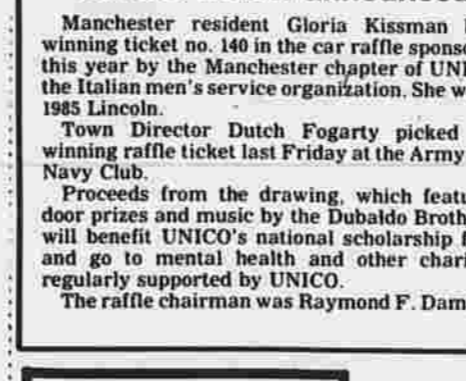 Manchester resident Gloria Kissman
winning ticket no. 140 in the car raffle sponso
this year by the Manchester chapter of UNI
the Italian men's service organization. She w
1985 Lincoln.
Town Director Dutch Fogarty picked
winning raffle ticket last Friday at the Army
Navy Club.
Proceeds from the drawing, which featu
door prizes and music by the Dubaldo Broth
will benefit UNICO's national scholarship f
and go to mental health and other chari
regularly supported by UNICO.
The raffle chairman was Raymond F. Dam